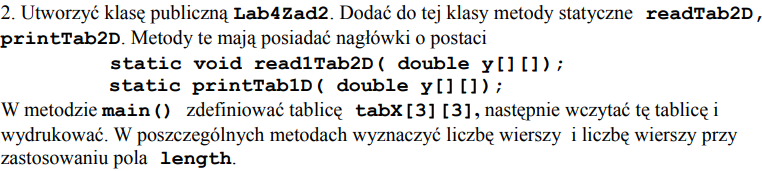 2. Utworzyć klasę publiczną Lab4Zad2. Dodać do tej klasy metody statyczne readTab2D,
printTab2D. Metody te mają posiadać nagłówki o postaci
static void read1Tab2D( double y[][]);
static printTab1D( double y[][]);
W metodzie main() zdefiniować tablicę tabX[3][3], następnie wczytać tę tablicę i
wydrukować. W poszczególnych metodach wyznaczyć liczbę wierszy i liczbę wierszy przy
zastosowaniu pola length.